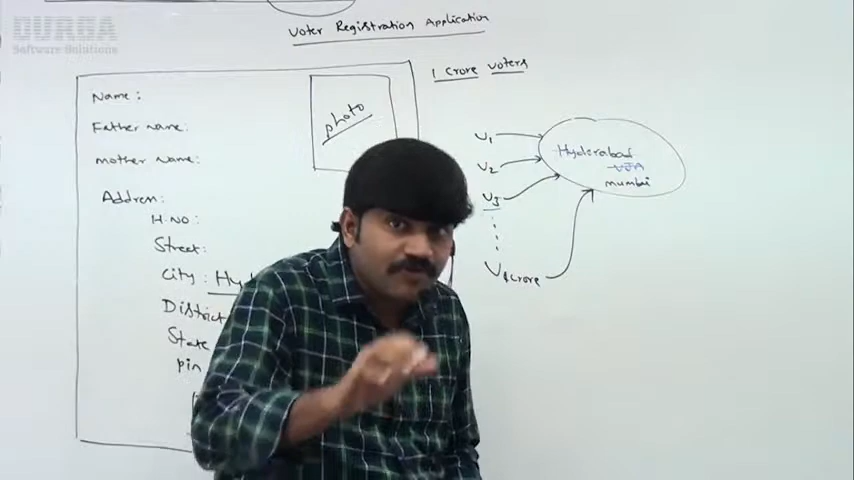 DURGA
Software Solutions
Voter Registration Application
1 crore voters
Name :
Father name:
mother name:
Address:
H.NO:
Street:
City :
District
State
pin
photo
V1
V2
V3
V1crore
Hyderabad
mumbai